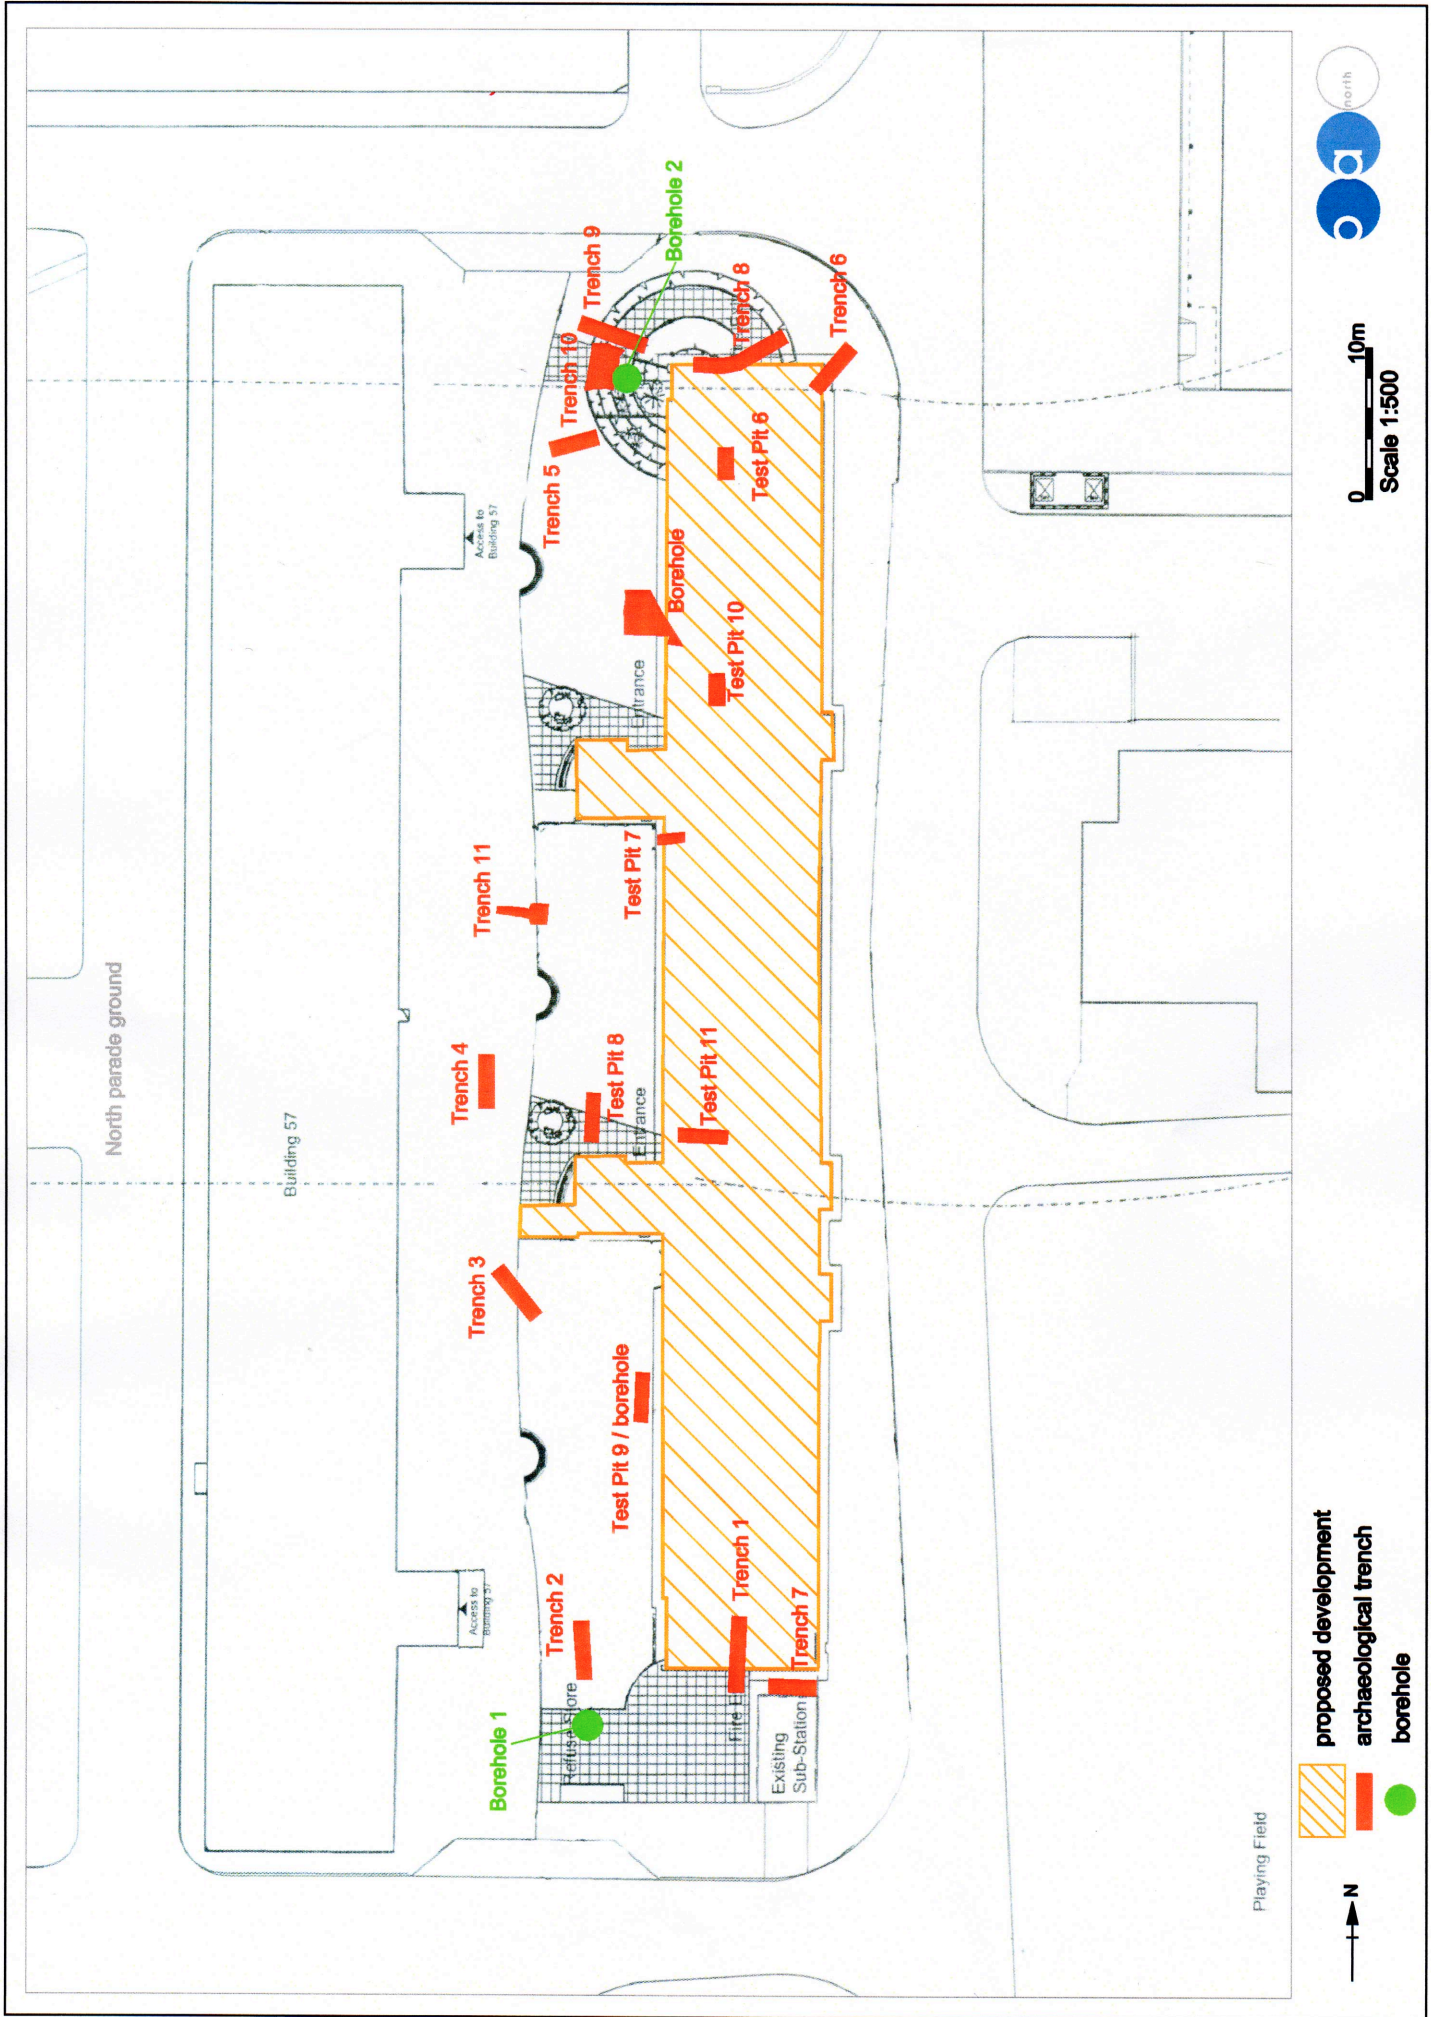 North parade ground
Building 57
Access to
Building 57
Access to
Building 57
Trench 9
Borehole 2
Trench 10
Trench 8
Trench 6
Trench 5
Test Pit 6
Borehole
Test Pit 10
Entrance
Test Pit 7
Trench 11
Trench 4
Test Pit 8
Entrance
Test Pit 11
Trench 3
Test Pit 9 / borehole
Trench 1
Trench 7
Trench 2
Borehole 1
Refuse Store
Fire E
Existing
Sub-Station
Playing Field
N
proposed development
archaeological trench
borehole
0 10m
Scale 1:500
cac
north